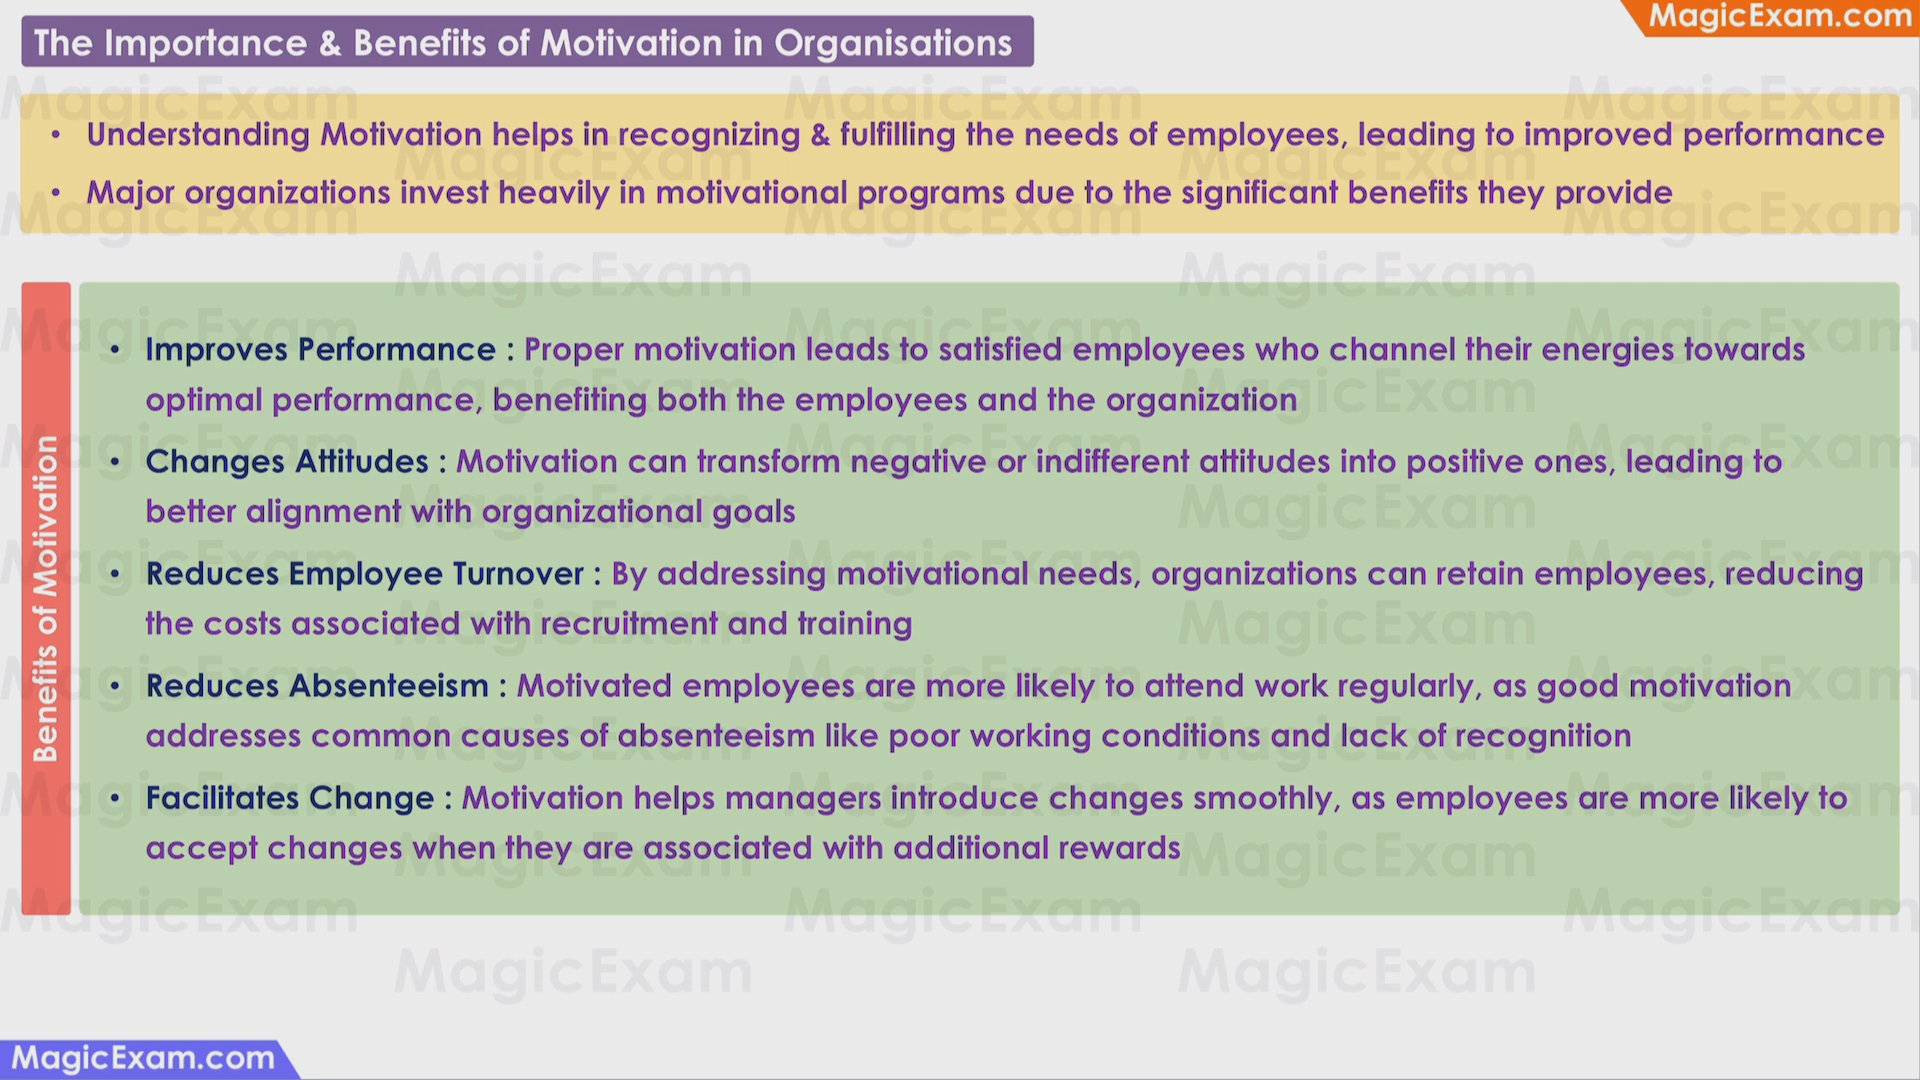 The Importance & Benefits of Motivation in Organisations
MagicExam.com
• Understanding Motivation helps in recognizing & fulfilling the needs of employees, leading to improved performance
• Major organizations invest heavily in motivational programs due to the significant benefits they provide
Benefits of Motivation
• Improves Performance : Proper motivation leads to satisfied employees who channel their energies towards
optimal performance, benefiting both the employees and the organization
• Changes Attitudes : Motivation can transform negative or indifferent attitudes into positive ones, leading to
better alignment with organizational goals
• Reduces Employee Turnover : By addressing motivational needs, organizations can retain employees, reducing
the costs associated with recruitment and training
• Reduces Absenteeism : Motivated employees are more likely to attend work regularly, as good motivation
addresses common causes of absenteeism like poor working conditions and lack of recognition
• Facilitates Change : Motivation helps managers introduce changes smoothly, as employees are more likely to
accept changes when they are associated with additional rewards
MagicExam
MagicExam.com